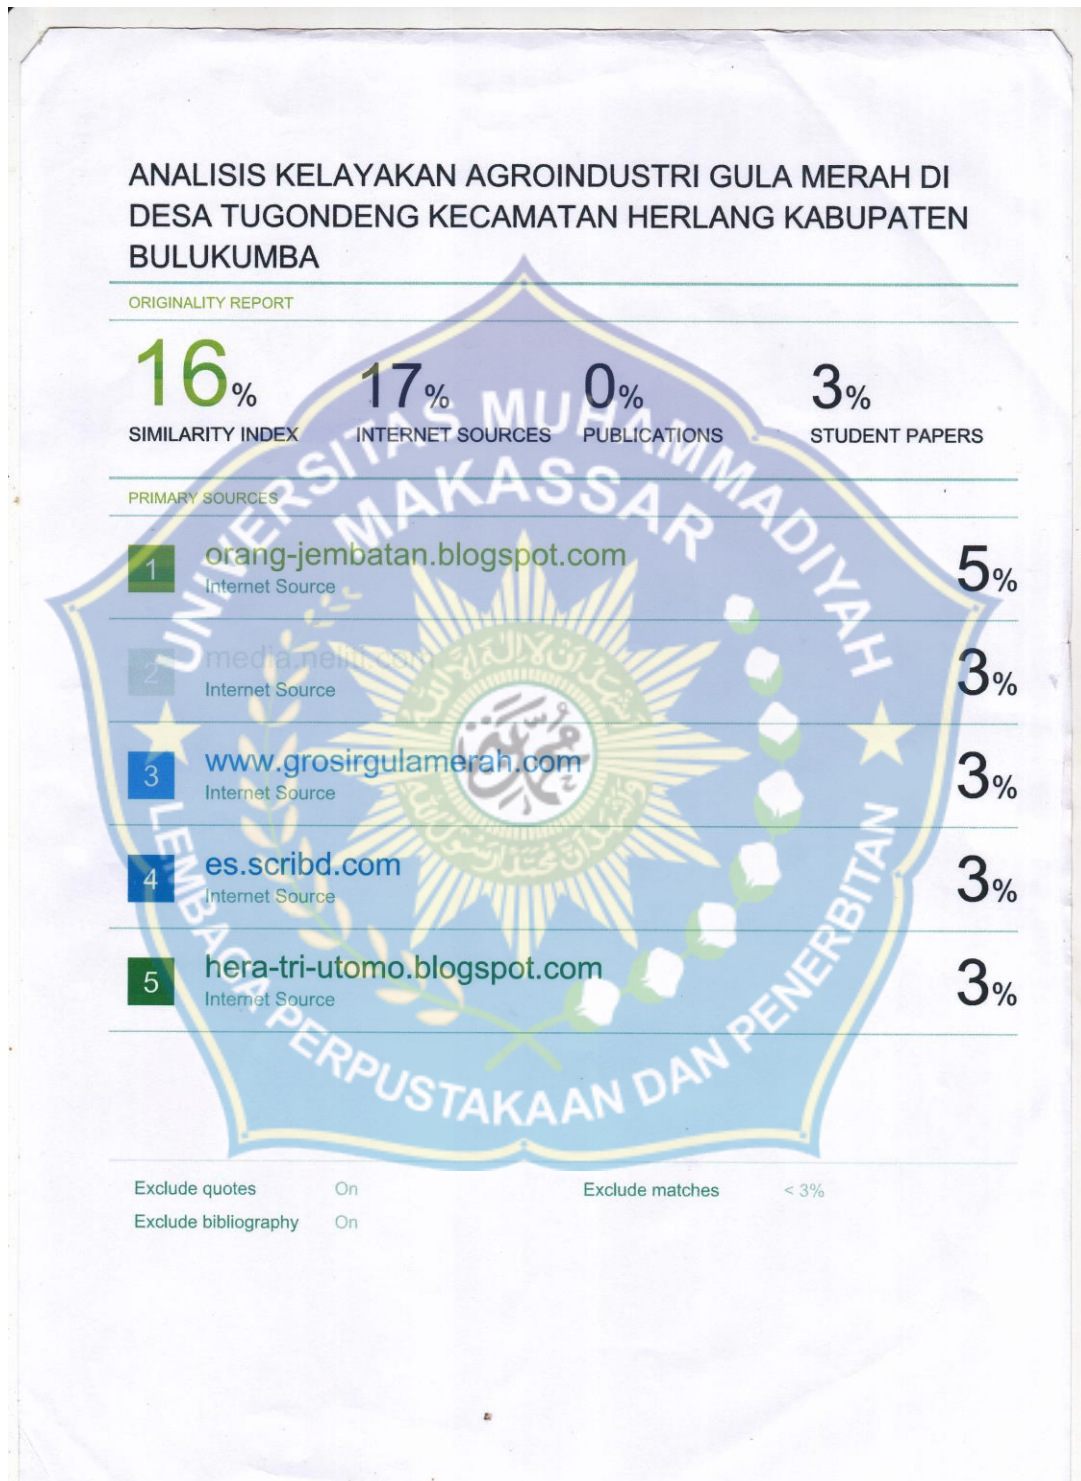 ANALISIS KELAYAKAN AGROINDUSTRI GULA MERAH DI
DESA TUGONDENG KECAMATAN HERLANG KABUPATEN
BULUKUMBA
ORIGINALITY REPORT
16%
SIMILARITY INDEX
17%
INTERNET SOURCES
0%
PUBLICATIONS
3%
STUDENT PAPERS
PRIMARY SOURCES
1 orang-jembatan.blogspot.com 5%
Internet Source
2 media.neliti.com 3%
Internet Source
3 www.grosirgulamerah.com 3%
Internet Source
4 es.scribd.com 3%
Internet Source
5 hera-tri-utomo.blogspot.com 3%
Internet Source
Exclude quotes On
Exclude matches < 3%
Exclude bibliography On
UNIVERSITAS MUHAMMADIYAH
MAKASSAR
LEMBAGA PERPUSTAKAAN DAN PENERBITAN